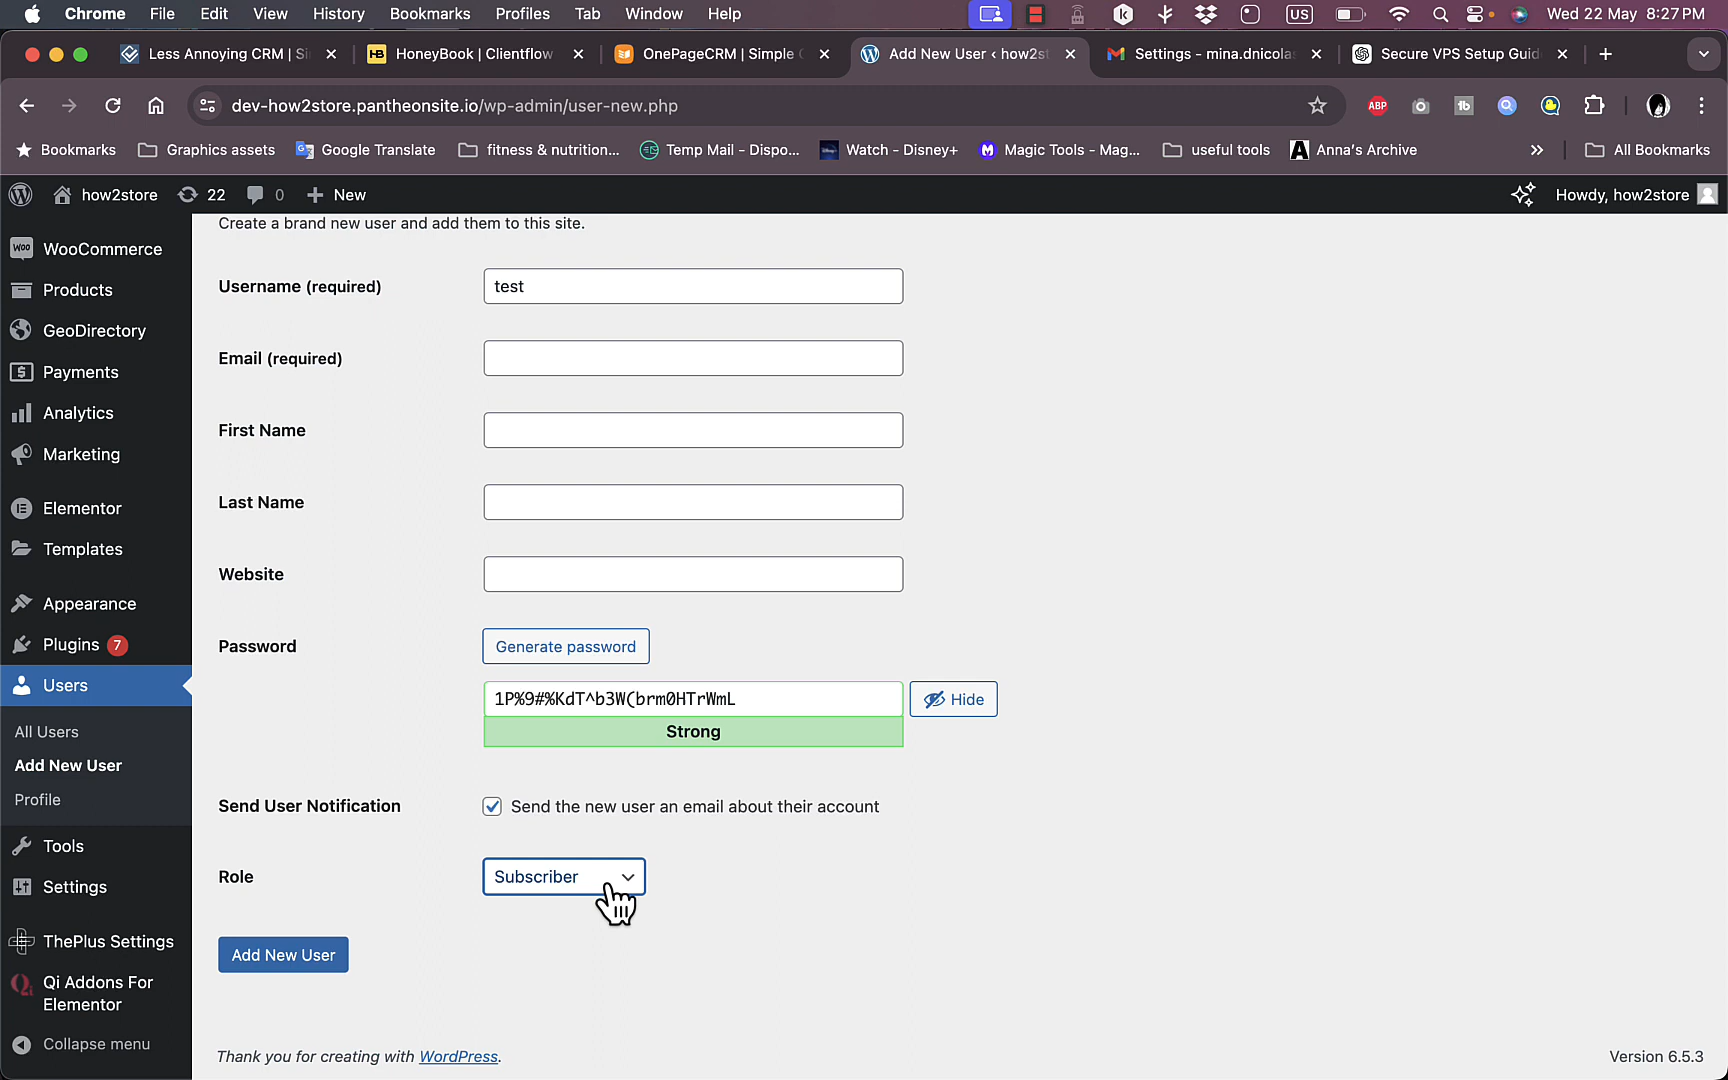 Chrome File Edit View History Bookmarks Profiles Tab Window Help US Wed 22 May 8:27 PM
Less Annoying CRM | Si HB HoneyBook | Clientflow OnePageCRM | Simple C Add New User ‹ how2st Settings - mina.dnicolas Secure VPS Setup Guid
dev-how2store.pantheonsite.io/wp-admin/user-new.php ABP tb
Bookmarks Graphics assets Google Translate fitness & nutrition... Temp Mail - Dispo... Watch - Disney+ Magic Tools - Mag... useful tools Anna's Archive » All Bookmarks
how2store 22 0 + New Howdy, how2store
WooCommerce
Products
GeoDirectory
Payments
Analytics
Marketing
Elementor
Templates
Appearance
Plugins 7
Users
All Users
Add New User
Profile
Tools
Settings
ThePlus Settings
Qi Addons For
Elementor
Collapse menu
Create a brand new user and add them to this site.
Username (required) test
Email (required)
First Name
Last Name
Website
Password Generate password
1P%9#%KdT^b3W(brm0HTrWmL Hide
Strong
Send User Notification Send the new user an email about their account
Role Subscriber
Add New User
Thank you for creating with WordPress. Version 6.5.3